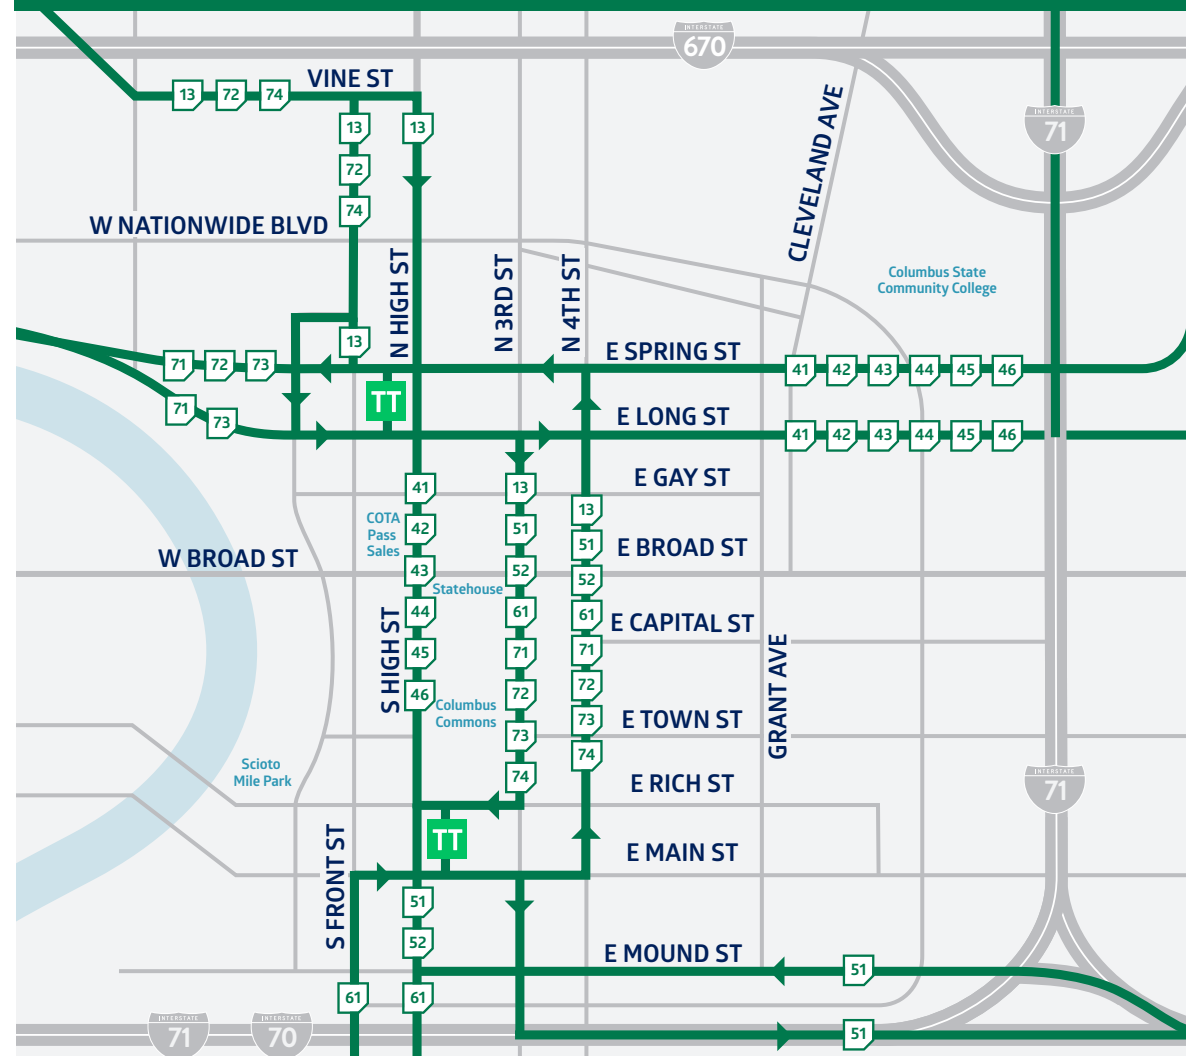 INTERSTATE
670
VINE ST
13 72 74
13
13
72
74
INTERSTATE
71
CLEVELAND AVE
W NATIONWIDE BLVD
N HIGH ST
N 3RD ST
N 4TH ST
Columbus State
Community College
13
E SPRING ST
71 72 73
41 42 43 44 45 46
TT
71
73
E LONG ST
41 42 43 44 45 46
E GAY ST
41
13
13
COTA
Pass
Sales
42
51
51
E BROAD ST
W BROAD ST
43
52
52
Statehouse
44
61
61
E CAPITAL ST
S HIGH ST
45
71
71
GRANT AVE
46
72
72
Columbus
Commons
73
73
E TOWN ST
74
74
Scioto
Mile Park
E RICH ST
INTERSTATE
71
TT
E MAIN ST
S FRONT ST
51
52
E MOUND ST
51
61
61
INTERSTATE
71
INTERSTATE
70
51